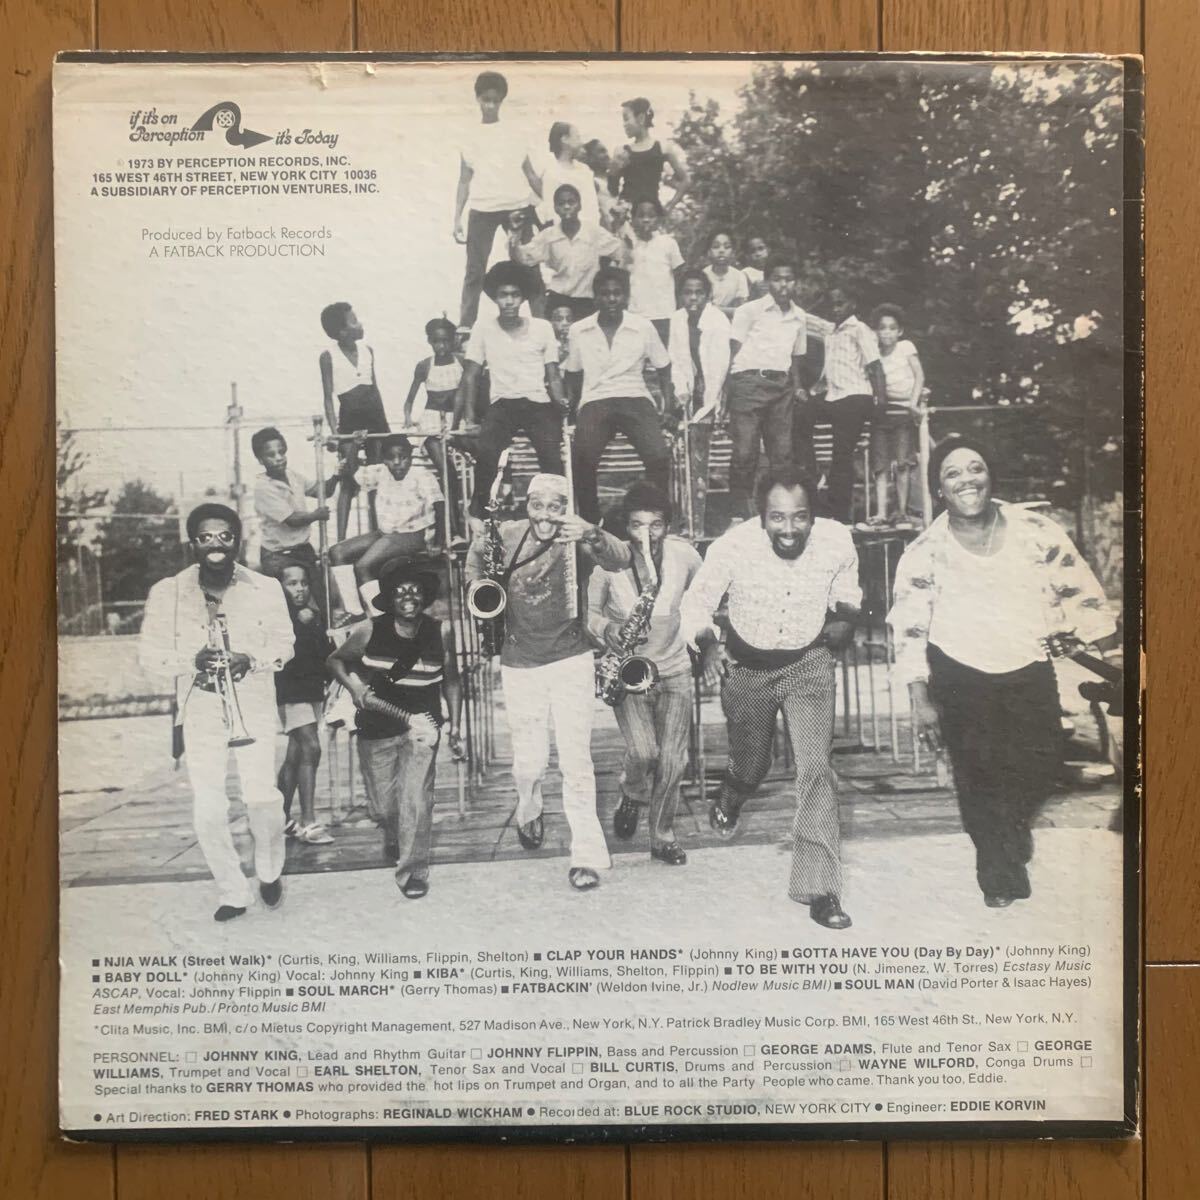 if it's on
Perception
it's Today
© 1973 BY PERCEPTION RECORDS, INC.
165 WEST 46TH STREET, NEW YORK CITY 10036
A SUBSIDIARY OF PERCEPTION VENTURES, INC.
Produced by Fatback Records
A FATBACK PRODUCTION
■ NJIA WALK (Street Walk)* (Curtis, King, Williams, Flippin, Shelton) ■ CLAP YOUR HANDS* (Johnny King) ■ GOTTA HAVE YOU (Day By Day)* (Johnny King)
■ BABY DOLL* (Johnny King) Vocal: Johnny King ■ KIBA* (Curtis, King, Williams, Shelton, Flippin) ■ TO BE WITH YOU (N. Jimenez, W. Torres) Ecstasy Music
ASCAP, Vocal: Johnny Flippin ■ SOUL MARCH* (Gerry Thomas) ■ FATBACKIN' (Weldon Ivine, Jr.) Nodlew Music BMI) ■ SOUL MAN (David Porter & Isaac Hayes)
East Memphis Pub./Pronto Music BMI
*Clita Music, Inc. BMI, c/o Mietus Copyright Management, 527 Madison Ave., New York, N.Y. Patrick Bradley Music Corp. BMI, 165 West 46th St., New York, N.Y.
PERSONNEL: □ JOHNNY KING, Lead and Rhythm Guitar □ JOHNNY FLIPPIN, Bass and Percussion □ GEORGE ADAMS, Flute and Tenor Sax □ GEORGE
WILLIAMS, Trumpet and Vocal □ EARL SHELTON, Tenor Sax and Vocal □ BILL CURTIS, Drums and Percussion □ WAYNE WILFORD, Conga Drums □
Special thanks to GERRY THOMAS who provided the hot lips on Trumpet and Organ, and to all the Party People who came. Thank you too, Eddie.
● Art Direction: FRED STARK ● Photographs: REGINALD WICKHAM ● Recorded at: BLUE ROCK STUDIO, NEW YORK CITY ● Engineer: EDDIE KORVIN